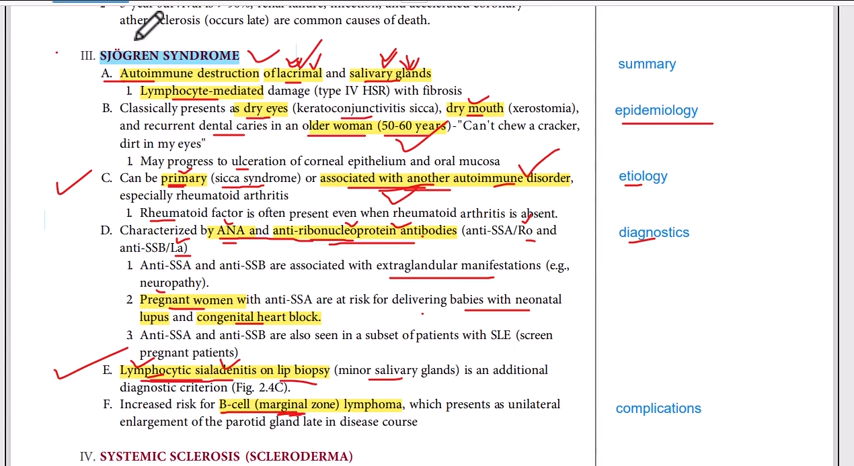 atherosclerosis (occurs late) are common causes of death.
III. SJÖGREN SYNDROME
A. Autoimmune destruction of lacrimal and salivary glands
1. Lymphocyte-mediated damage (type IV HSR) with fibrosis
B. Classically presents as dry eyes (keratoconjunctivitis sicca), dry mouth (xerostomia),
and recurrent dental caries in an older woman (50-60 years)-"Can't chew a cracker,
dirt in my eyes"
1. May progress to ulceration of corneal epithelium and oral mucosa
C. Can be primary (sicca syndrome) or associated with another autoimmune disorder,
especially rheumatoid arthritis
1. Rheumatoid factor is often present even when rheumatoid arthritis is absent.
D. Characterized by ANA and anti-ribonucleoprotein antibodies (anti-SSA/Ro and
anti-SSB/La)
1. Anti-SSA and anti-SSB are associated with extraglandular manifestations (e.g.,
neuropathy).
2 Pregnant women with anti-SSA are at risk for delivering babies with neonatal
lupus and congenital heart block.
3 Anti-SSA and anti-SSB are also seen in a subset of patients with SLE (screen
pregnant patients)
E. Lymphocytic sialadenitis on lip biopsy (minor salivary glands) is an additional
diagnostic criterion (Fig. 2.4C).
F. Increased risk for B-cell (marginal zone) lymphoma, which presents as unilateral
enlargement of the parotid gland late in disease course
IV. SYSTEMIC SCLEROSIS (SCLERODERMA)
summary
epidemiology
etiology
diagnostics
complications